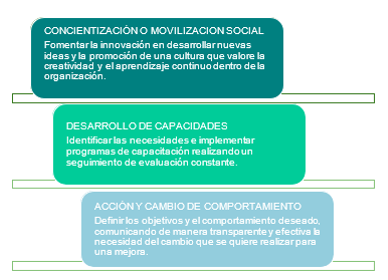 CONCIENTIZACIÓN O MOVILIZACION SOCIAL
Fomentar la innovación en desarrollar nuevas
ideas y la promoción de una cultura que valore la
creatividad y el aprendizaje continuo dentro de la
organización.
DESARROLLO DE CAPACIDADES
Identificar las necesidades e implementar
programas de capacitación realizando un
seguimiento de evaluación constante.
ACCIÓN Y CAMBIO DE COMPORTAMIENTO
Definir los objetivos y el comportamiento deseado,
comunicando de manera transparente y efectiva la
necesidad del cambio que se quiere realizar para
una mejora.